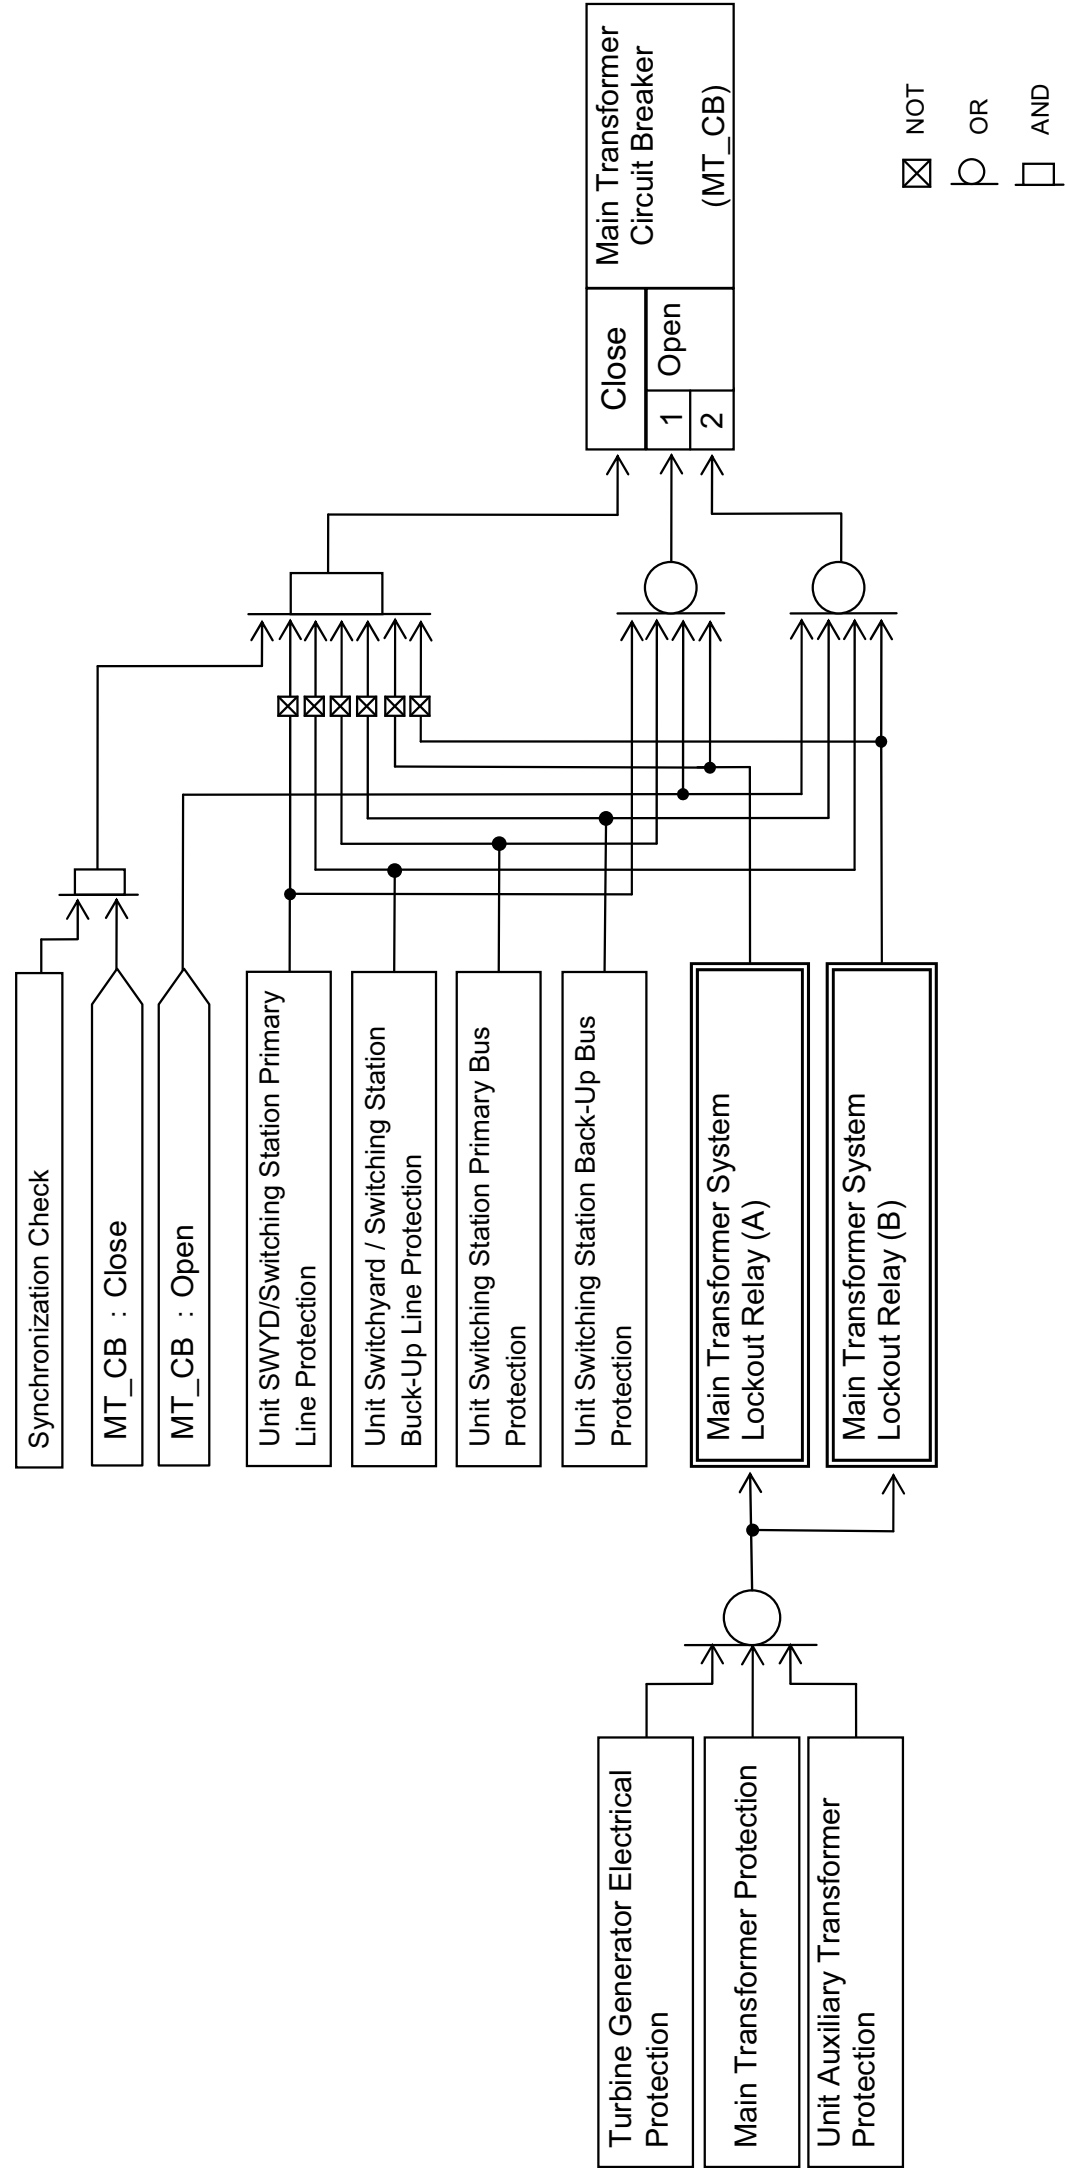 Synchronization Check
MT_CB : Close
MT_CB : Open
Unit SWYD/Switching Station Primary
Line Protection
Unit Switchyard / Switching Station
Buck-Up Line Protection
Unit Switching Station Primary Bus
Protection
Unit Switching Station Back-Up Bus
Protection
Main Transformer System
Lockout Relay (A)
Main Transformer System
Lockout Relay (B)
Turbine Generator Electrical
Protection
Main Transformer Protection
Unit Auxiliary Transformer
Protection
Close
Open
1
2
Main Transformer
Circuit Breaker
(MT_CB)
NOT
OR
AND